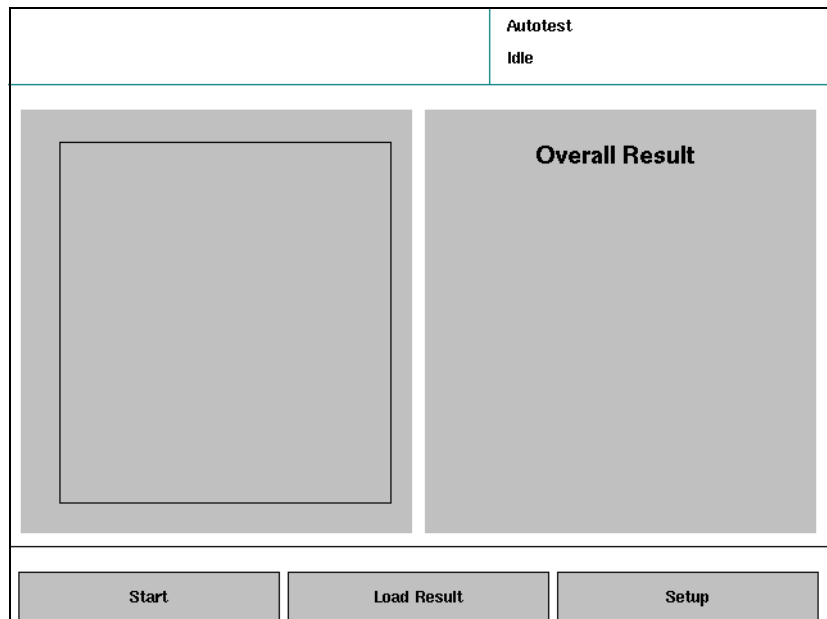 Autotest
Idle
Overall Result
Start
Load Result
Setup